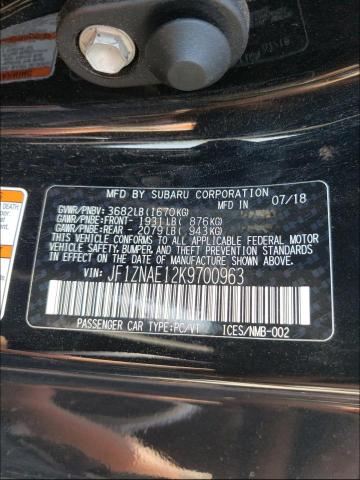 MFD BY SUBARU CORPORATION
MFD IN 07/18
GVWR/PNBV: 3682LB(1670KG)
GAWR/PNBE:FRONT- 1931LB( 876KG)
GAWR/PNBE:REAR - 2079LB( 943KG)
THIS VEHICLE CONFORMS TO ALL APPLICABLE FEDERAL MOTOR
VEHICLE SAFETY, BUMPER, AND THEFT PREVENTION STANDARDS
IN EFFECT ON THE DATE OF MANUFACTURE SHOWN ABOVE.
VIN: JF1ZNAE12K9700963
PASSENGER CAR TYPE:PC/VT ICES/NMB-002
DEATH